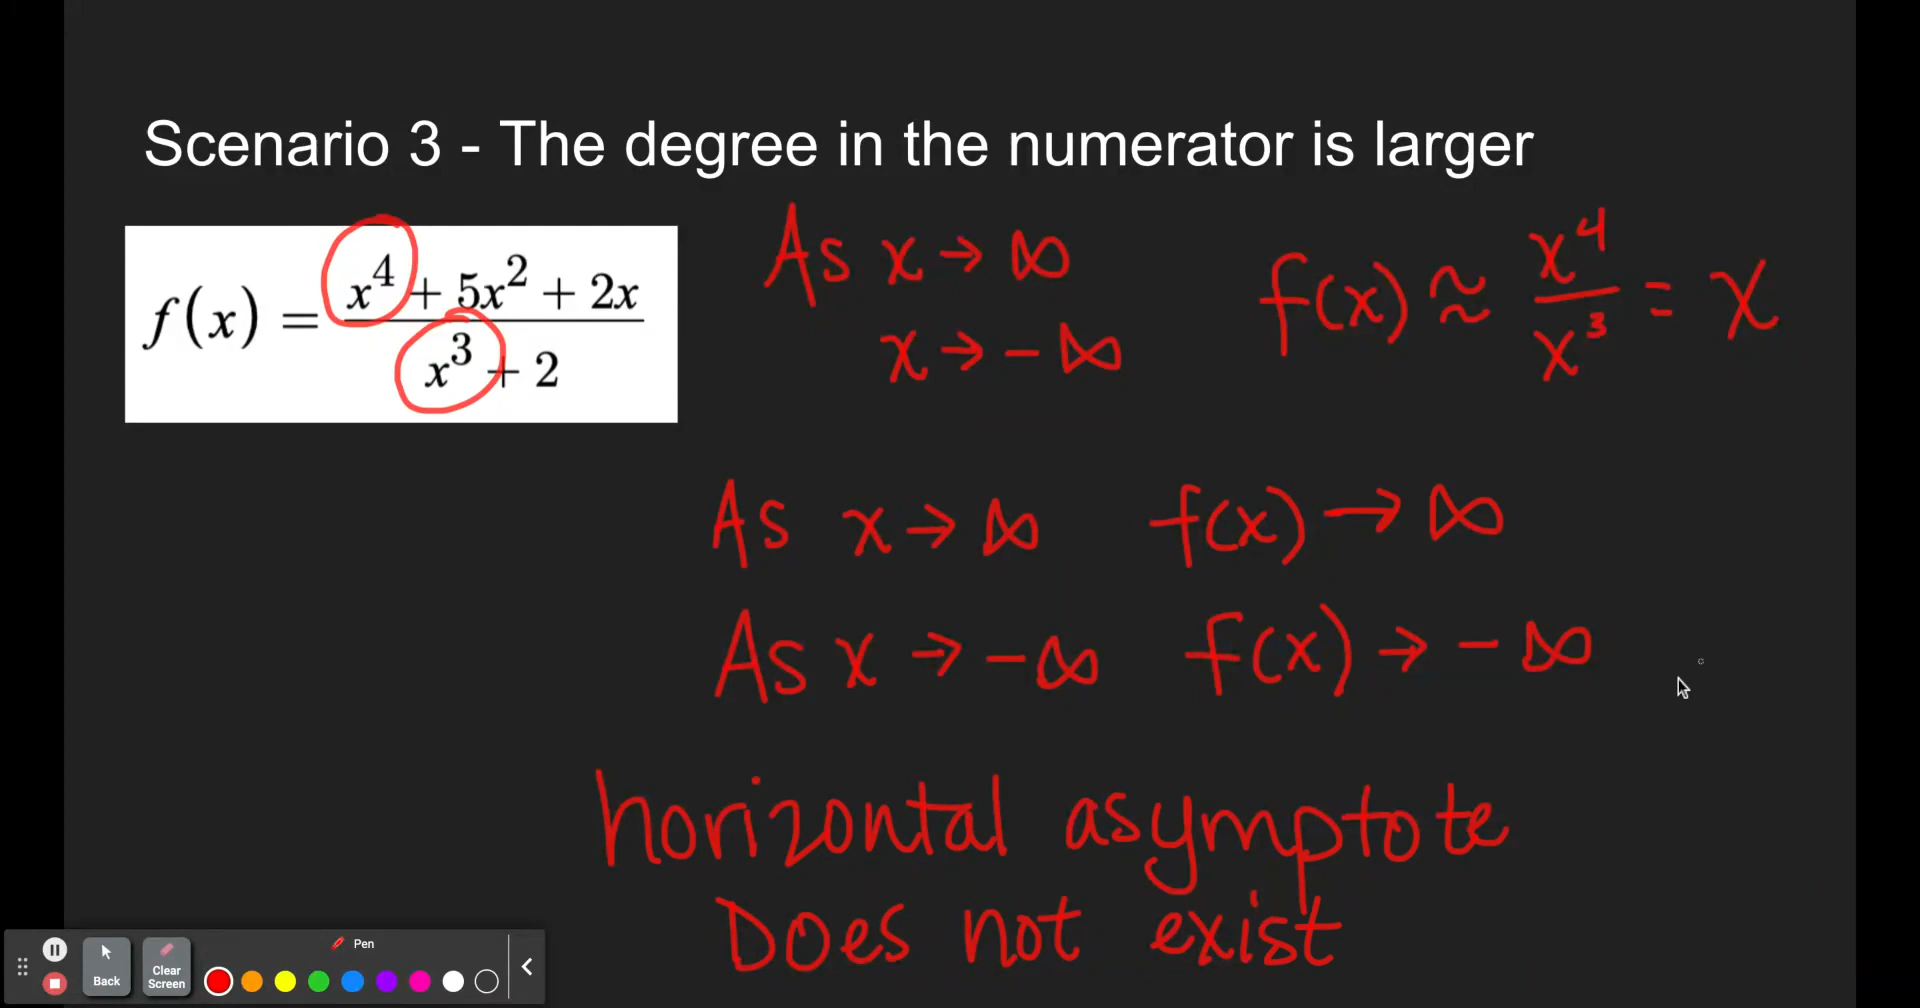 Scenario 3 - The degree in the numerator is larger
f(x) = (x^4 + 5x^2 + 2x)/(x^3 + 2)
As x → ∞
x → -∞
f(x) ≈ x^4/x^3 = x
As x → ∞ f(x) → ∞
As x → -∞ f(x) → -∞
horizontal asymptote
Does not exist
Pen
Back
Clear
Screen